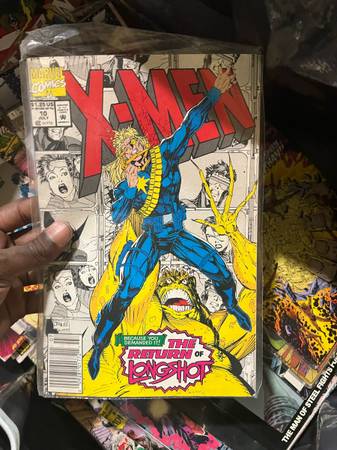 MARVEL
COMICS
$1.25 US
10
JULY
X-MEN
BECAUSE YOU
DEMANDED IT!
THE
RETURN OF
LONGSHOT
THE MAN OF STEEL FIGHTS